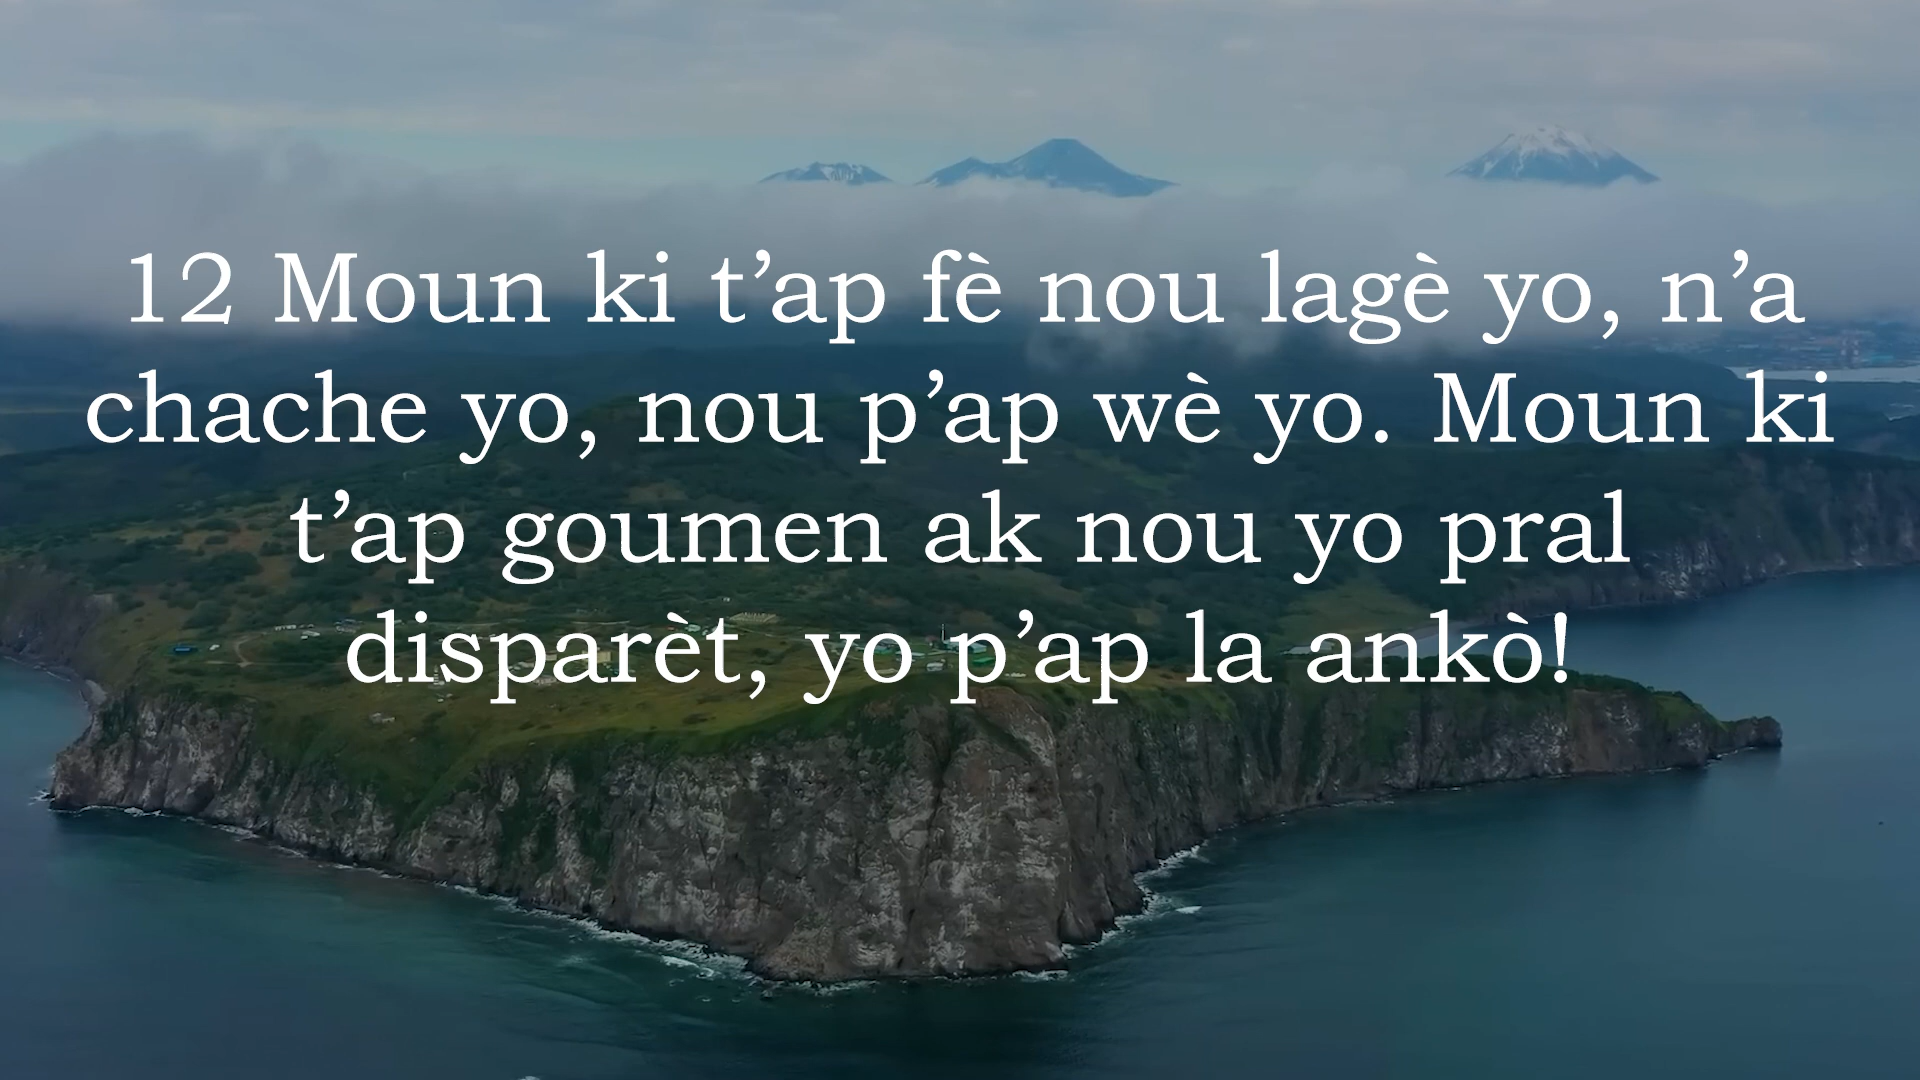 12 Moun ki t’ap fè nou lagè yo, n’a
chache yo, nou p’ap wè yo. Moun ki
t’ap goumen ak nou yo pral
disparèt, yo p’ap la ankò!